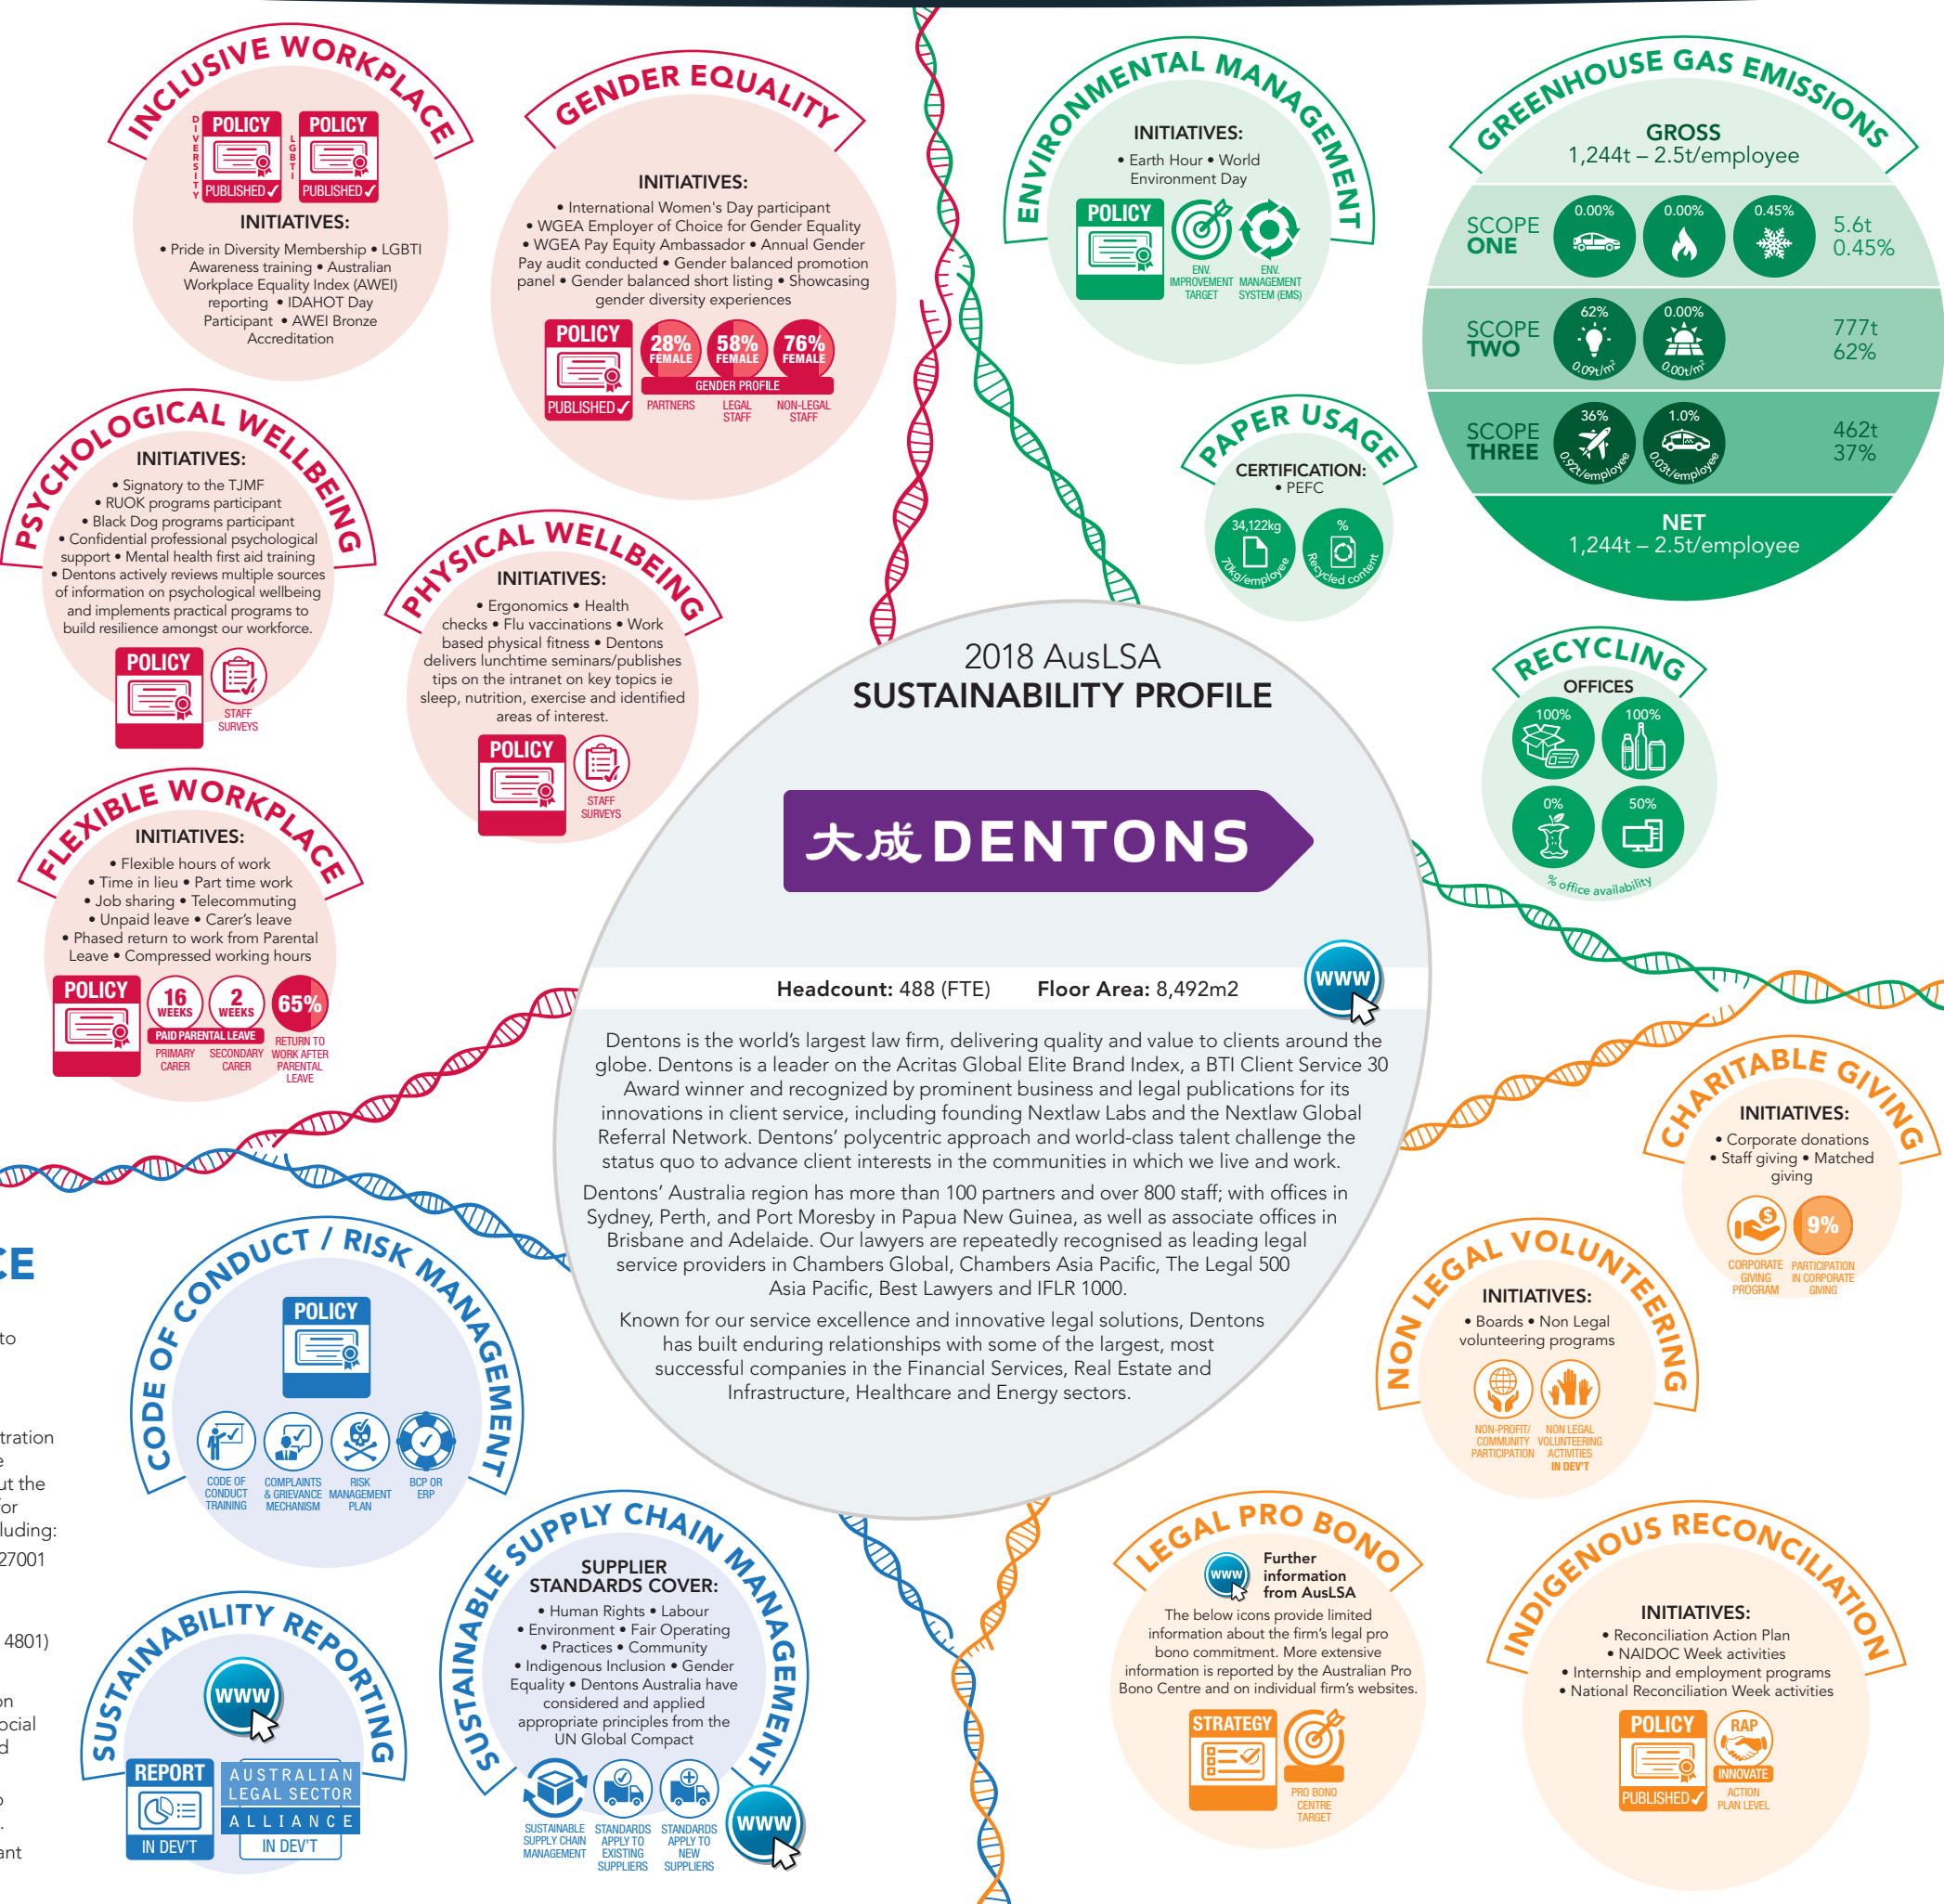 INCLUSIVE WORKPLACE
DIVERSITY
POLICY
PUBLISHED ✓
LGBTI
POLICY
PUBLISHED ✓
INITIATIVES:
• Pride in Diversity Membership • LGBTI
Awareness training • Australian
Workplace Equality Index (AWEI)
reporting • IDAHOT Day
Participant • AWEI Bronze
Accreditation
GENDER EQUALITY
INITIATIVES:
• International Women's Day participant
• WGEA Employer of Choice for Gender Equality
• WGEA Pay Equity Ambassador • Annual Gender
Pay audit conducted • Gender balanced promotion
panel • Gender balanced short listing • Showcasing
gender diversity experiences
POLICY
PUBLISHED ✓
28%
FEMALE
58%
FEMALE
76%
FEMALE
GENDER PROFILE
PARTNERS
LEGAL
STAFF
NON-LEGAL
STAFF
ENVIRONMENTAL MANAGEMENT
INITIATIVES:
• Earth Hour • World
Environment Day
POLICY
ENV.
IMPROVEMENT
TARGET
ENV.
MANAGEMENT
SYSTEM (EMS)
GREENHOUSE GAS EMISSIONS
GROSS
1,244t – 2.5t/employee
SCOPE
ONE
0.00%
0.00%
0.45%
5.6t
0.45%
SCOPE
TWO
62%
0.09t/m²
0.00%
0.00t/m²
777t
62%
SCOPE
THREE
36%
0.92t/employee
1.0%
0.03t/employee
462t
37%
NET
1,244t – 2.5t/employee
PSYCHOLOGICAL WELLBEING
INITIATIVES:
• Signatory to the TJMF
• RUOK programs participant
• Black Dog programs participant
• Confidential professional psychological
support • Mental health first aid training
• Dentons actively reviews multiple sources
of information on psychological wellbeing
and implements practical programs to
build resilience amongst our workforce.
POLICY
STAFF
SURVEYS
PHYSICAL WELLBEING
INITIATIVES:
• Ergonomics • Health
checks • Flu vaccinations • Work
based physical fitness • Dentons
delivers lunchtime seminars/publishes
tips on the intranet on key topics ie
sleep, nutrition, exercise and identified
areas of interest.
POLICY
STAFF
SURVEYS
PAPER USAGE
CERTIFICATION:
• PEFC
34,122kg
70kg/employee
%
Recycled content
RECYCLING
OFFICES
100%
100%
0%
50%
% office availability
FLEXIBLE WORKPLACE
INITIATIVES:
• Flexible hours of work
• Time in lieu • Part time work
• Job sharing • Telecommuting
• Unpaid leave • Carer's leave
• Phased return to work from Parental
Leave • Compressed working hours
POLICY
16
WEEKS
2
WEEKS
65%
PAID PARENTAL LEAVE
PRIMARY
CARER
SECONDARY
CARER
RETURN TO
WORK AFTER
PARENTAL
LEAVE
2018 AusLSA
SUSTAINABILITY PROFILE
大成 DENTONS
Headcount: 488 (FTE)
Floor Area: 8,492m2
WWW
Dentons is the world's largest law firm, delivering quality and value to clients around the
globe. Dentons is a leader on the Acritas Global Elite Brand Index, a BTI Client Service 30
Award winner and recognized by prominent business and legal publications for its
innovations in client service, including founding Nextlaw Labs and the Nextlaw Global
Referral Network. Dentons' polycentric approach and world-class talent challenge the
status quo to advance client interests in the communities in which we live and work.
Dentons' Australia region has more than 100 partners and over 800 staff; with offices in
Sydney, Perth, and Port Moresby in Papua New Guinea, as well as associate offices in
Brisbane and Adelaide. Our lawyers are repeatedly recognised as leading legal
service providers in Chambers Global, Chambers Asia Pacific, The Legal 500
Asia Pacific, Best Lawyers and IFLR 1000.
Known for our service excellence and innovative legal solutions, Dentons
has built enduring relationships with some of the largest, most
successful companies in the Financial Services, Real Estate and
Infrastructure, Healthcare and Energy sectors.
CHARITABLE GIVING
INITIATIVES:
• Corporate donations
• Staff giving • Matched
giving
9%
CORPORATE
GIVING
PROGRAM
PARTICIPATION
IN CORPORATE
GIVING
NON LEGAL VOLUNTEERING
INITIATIVES:
• Boards • Non Legal
volunteering programs
NON-PROFIT/
COMMUNITY
PARTICIPATION
NON LEGAL
VOLUNTEERING
ACTIVITIES
IN DEV'T
CE
to
tration
e
ut the
for
luding:
27001
4801)
on
ocial
d
o
.
ant
CODE OF CONDUCT / RISK MANAGEMENT
POLICY
CODE OF
CONDUCT
TRAINING
COMPLAINTS
& GRIEVANCE
MECHANISM
RISK
MANAGEMENT
PLAN
BCP OR
ERP
SUSTAINABILITY REPORTING
WWW
REPORT
IN DEV'T
AUSTRALIAN
LEGAL SECTOR
ALLIANCE
IN DEV'T
SUSTAINABLE SUPPLY CHAIN MANAGEMENT
SUPPLIER
STANDARDS COVER:
• Human Rights • Labour
• Environment • Fair Operating
• Practices • Community
• Indigenous Inclusion • Gender
Equality • Dentons Australia have
considered and applied
appropriate principles from the
UN Global Compact
SUSTAINABLE
SUPPLY CHAIN
MANAGEMENT
STANDARDS
APPLY TO
EXISTING
SUPPLIERS
STANDARDS
APPLY TO
NEW
SUPPLIERS
WWW
LEGAL PRO BONO
WWW
Further
information
from AusLSA
The below icons provide limited
information about the firm's legal pro
bono commitment. More extensive
information is reported by the Australian Pro
Bono Centre and on individual firm's websites.
STRATEGY
PRO BONO
CENTRE
TARGET
INDIGENOUS RECONCILIATION
INITIATIVES:
• Reconciliation Action Plan
• NAIDOC Week activities
• Internship and employment programs
• National Reconciliation Week activities
POLICY
PUBLISHED ✓
RAP
INNOVATE
ACTION
PLAN LEVEL